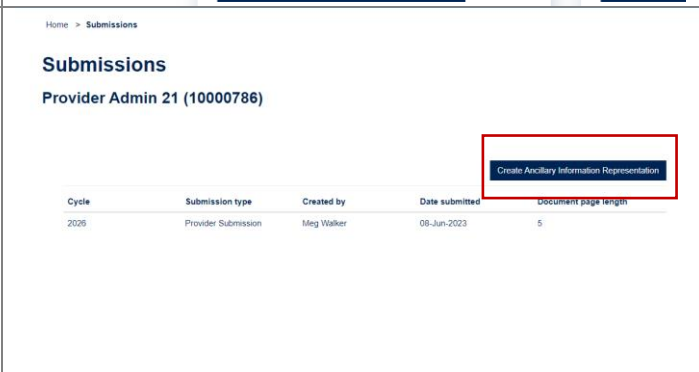 Home > Submissions
Submissions
Provider Admin 21 (10000786)
Create Ancillary Information Representation
Cycle Submission type Created by Date submitted Document page length
2026 Provider Submission Meg Walker 08-Jun-2023 5